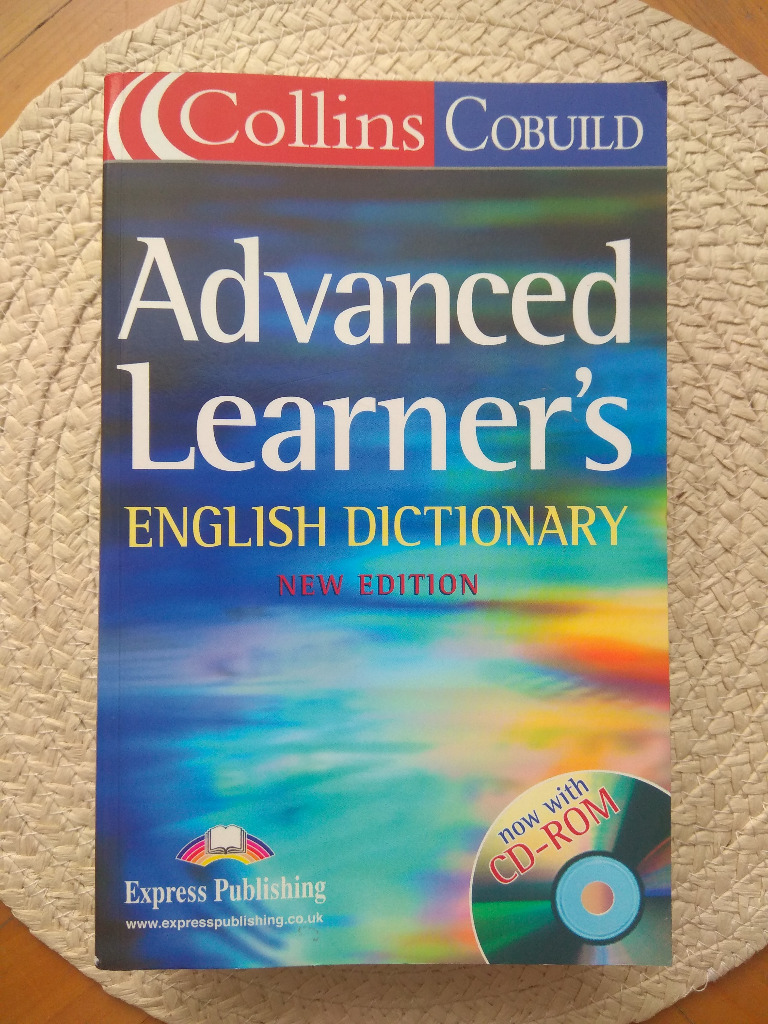 Collins COBUILD
Advanced
Learner's
ENGLISH DICTIONARY
NEW EDITION
now with
CD-ROM
Express Publishing
www.expresspublishing.co.uk